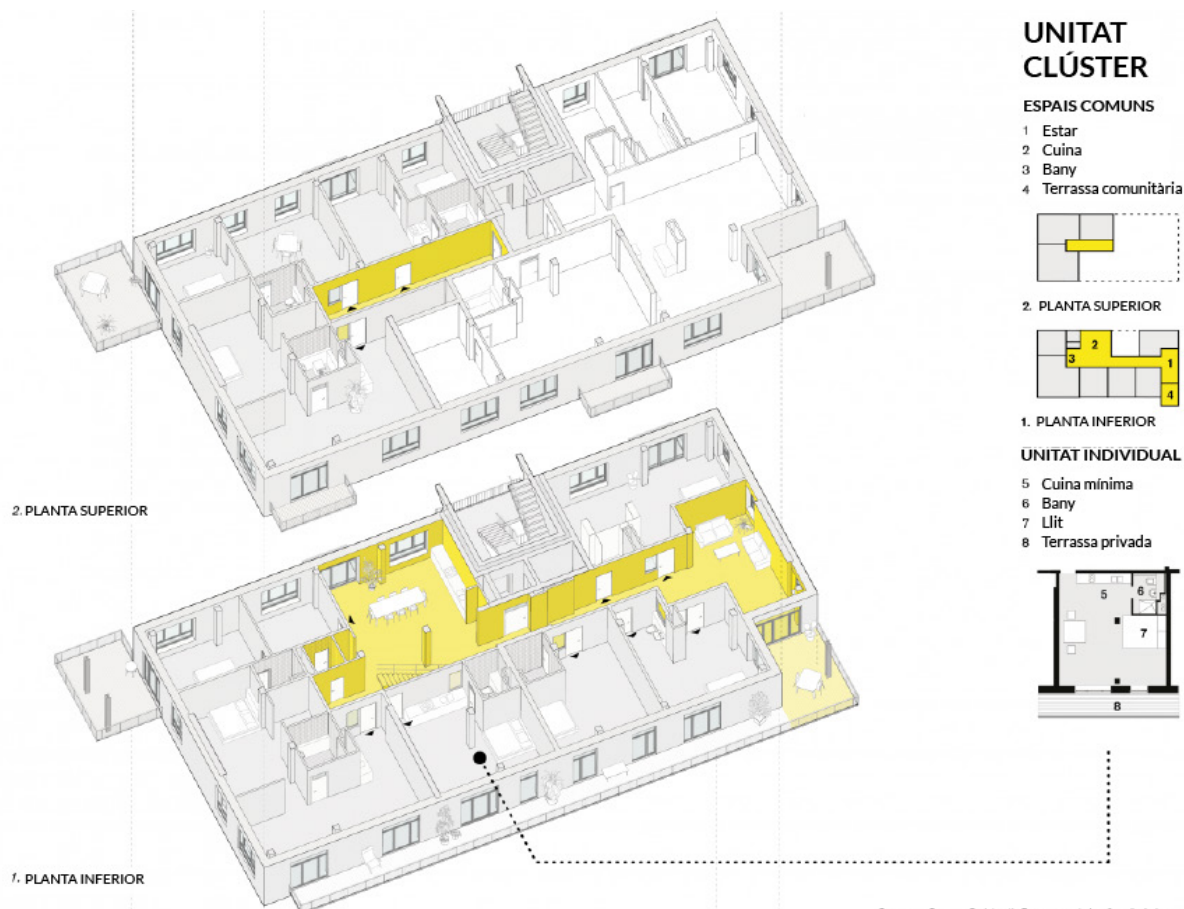 UNITAT
CLÚSTER
ESPAIS COMUNS
1 Estar
2 Cuina
3 Bany
4 Terrassa comunitària
2. PLANTA SUPERIOR
2
3
1
4
1. PLANTA INFERIOR
UNITAT INDIVIDUAL
5 Cuina mínima
6 Bany
7 Llit
8 Terrassa privada
5
6
7
8
2. PLANTA SUPERIOR
1. PLANTA INFERIOR